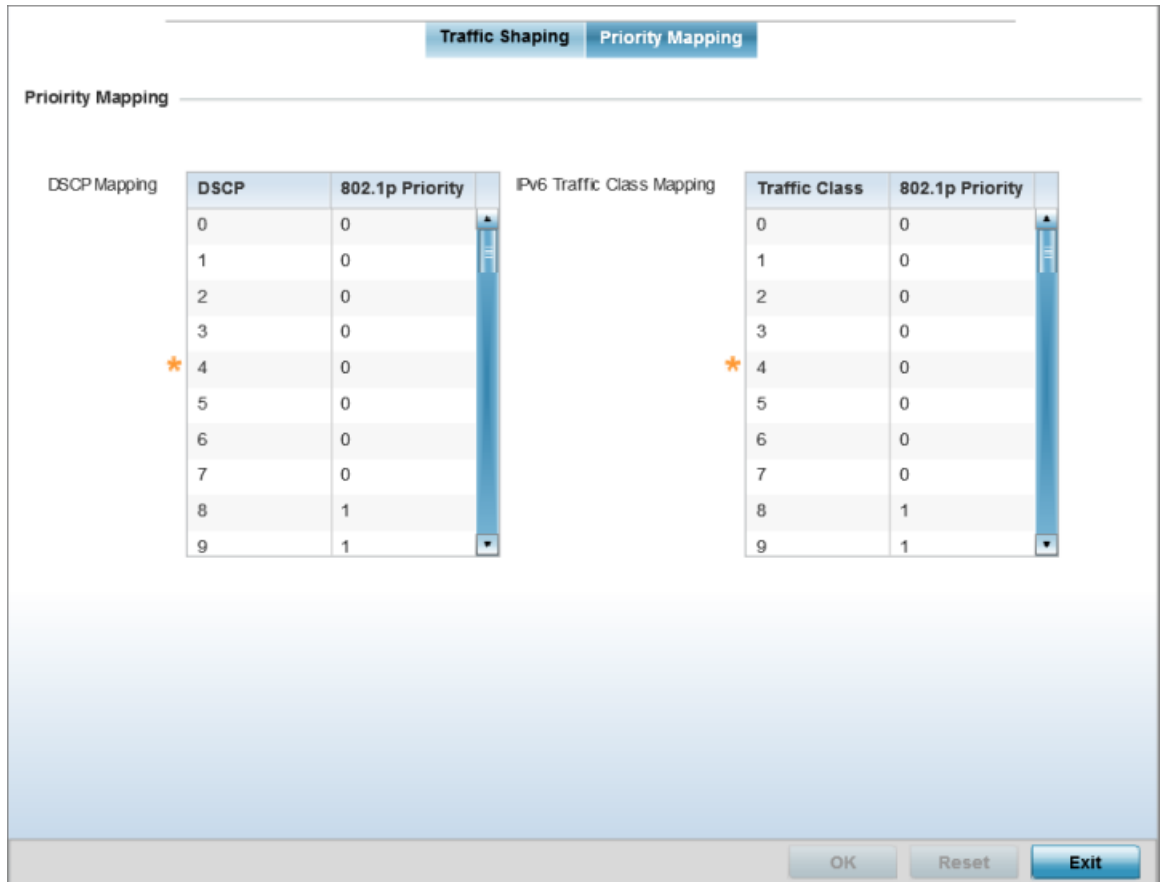 Traffic Shaping Priority Mapping
Prioirity Mapping
DSCP Mapping
DSCP 802.1p Priority
0 0
1 0
2 0
3 0
* 4 0
5 0
6 0
7 0
8 1
9 1
IPv6 Traffic Class Mapping
Traffic Class 802.1p Priority
0 0
1 0
2 0
3 0
* 4 0
5 0
6 0
7 0
8 1
9 1
OK Reset Exit